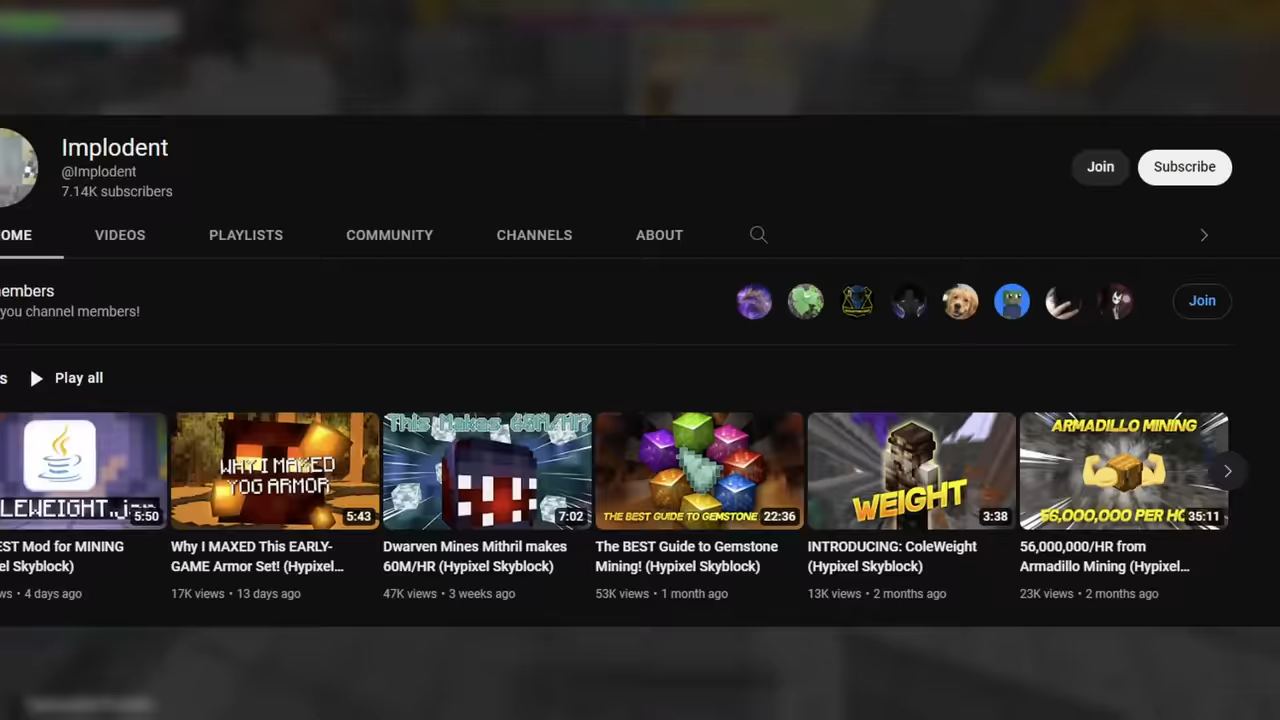 Implodent
@Implodent
7.14K subscribers
Join
Subscribe
OME
VIDEOS
PLAYLISTS
COMMUNITY
CHANNELS
ABOUT
embers
you channel members!
Join
s
Play all
LEWEIGHT.jar
5:50
WHY I MAXED
YOG ARMOR
5:43
This Makes 60M/HR?
7:02
THE BEST GUIDE TO GEMSTONE
22:36
WEIGHT
3:38
ARMADILLO MINING
56,000,000 PER HO
35:11
EST Mod for MINING
el Skyblock)
ws • 4 days ago
Why I MAXED This EARLY-
GAME Armor Set! (Hypixel...
17K views • 13 days ago
Dwarven Mines Mithril makes
60M/HR (Hypixel Skyblock)
47K views • 3 weeks ago
The BEST Guide to Gemstone
Mining! (Hypixel Skyblock)
53K views • 1 month ago
INTRODUCING: ColeWeight
(Hypixel Skyblock)
13K views • 2 months ago
56,000,000/HR from
Armadillo Mining (Hypixel...
23K views • 2 months ago